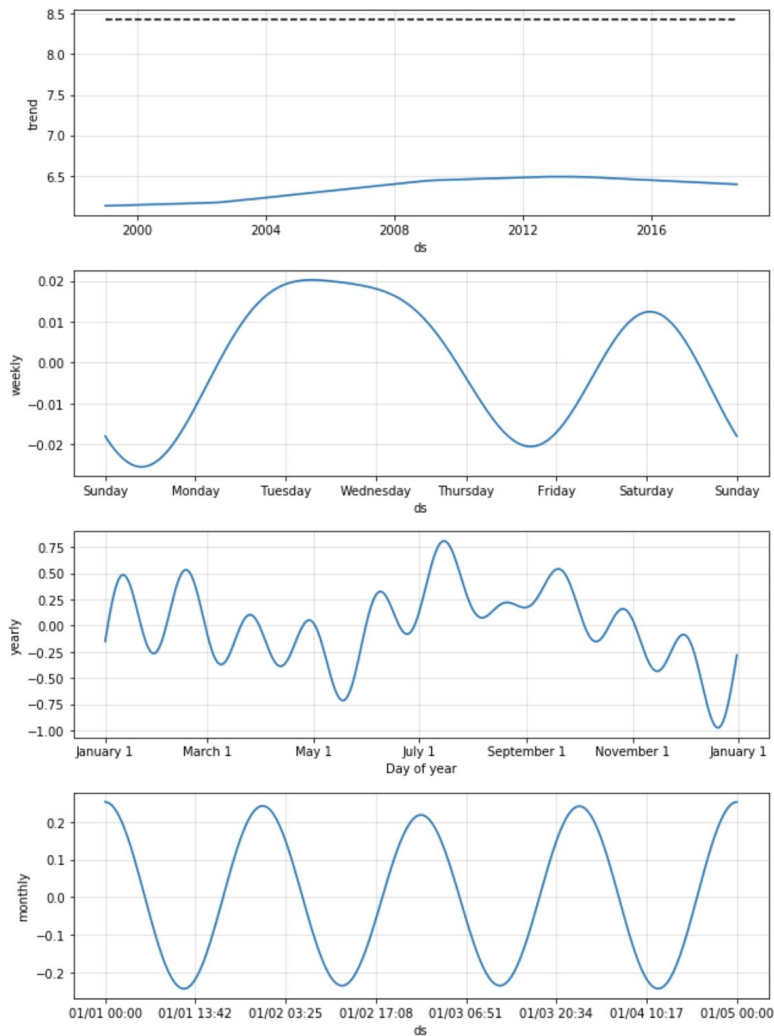 8.5
8.0
7.5
7.0
6.5
trend
2000 2004 2008 2012 2016
ds
0.02
0.01
0.00
−0.01
−0.02
weekly
Sunday Monday Tuesday Wednesday Thursday Friday Saturday Sunday
ds
0.75
0.50
0.25
0.00
−0.25
−0.50
−0.75
−1.00
yearly
January 1 March 1 May 1 July 1 September 1 November 1 January 1
Day of year
0.2
0.1
0.0
−0.1
−0.2
monthly
01/01 00:00 01/01 13:42 01/02 03:25 01/02 17:08 01/03 06:51 01/03 20:34 01/04 10:17 01/05 00:00
ds